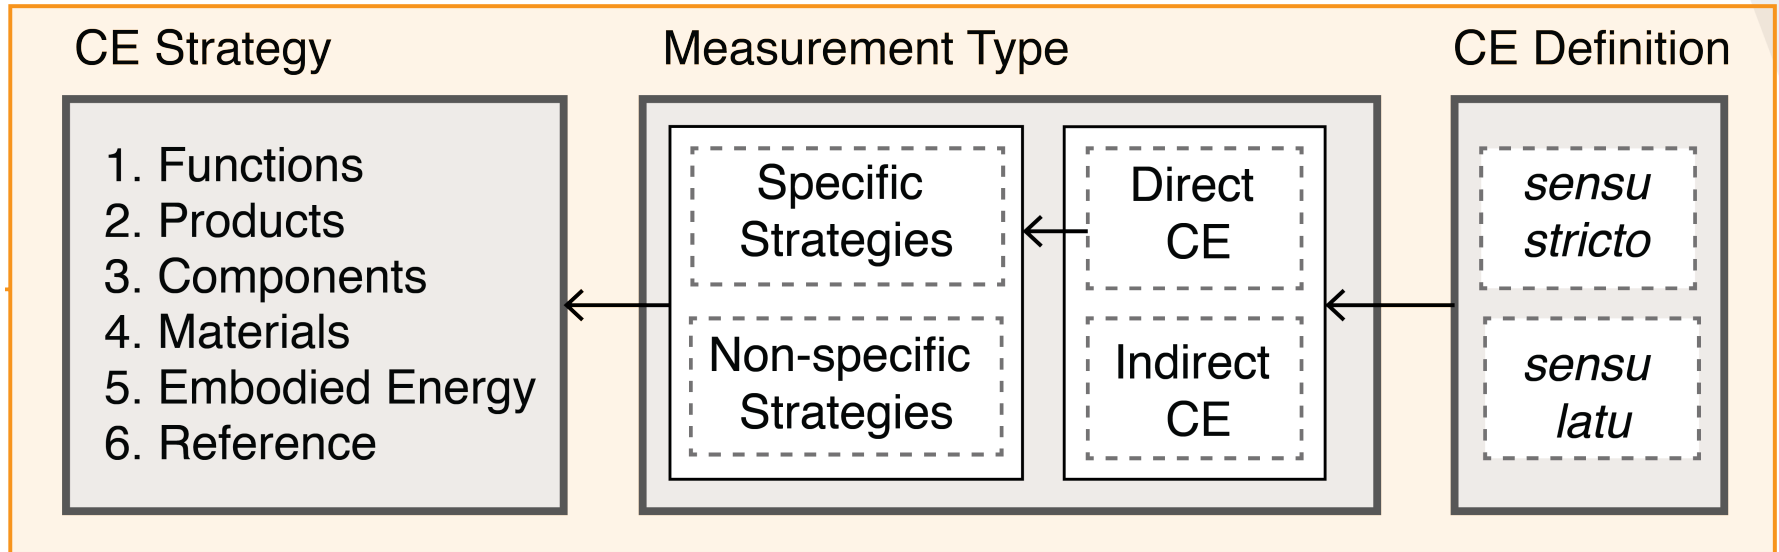 CE Strategy
1. Functions
2. Products
3. Components
4. Materials
5. Embodied Energy
6. Reference
Measurement Type
Specific
Strategies
Non-specific
Strategies
Direct
CE
Indirect
CE
CE Definition
sensu
stricto
sensu
latu